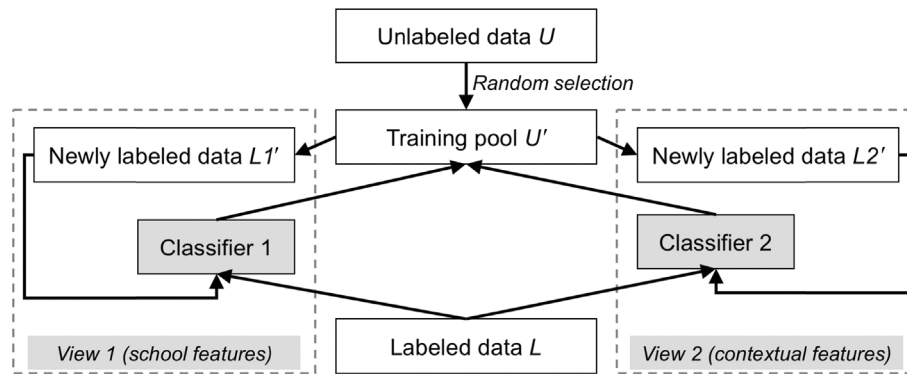 Unlabeled data U
Random selection
Training pool U′
Newly labeled data L1′
Newly labeled data L2′
Classifier 1
Classifier 2
Labeled data L
View 1 (school features)
View 2 (contextual features)